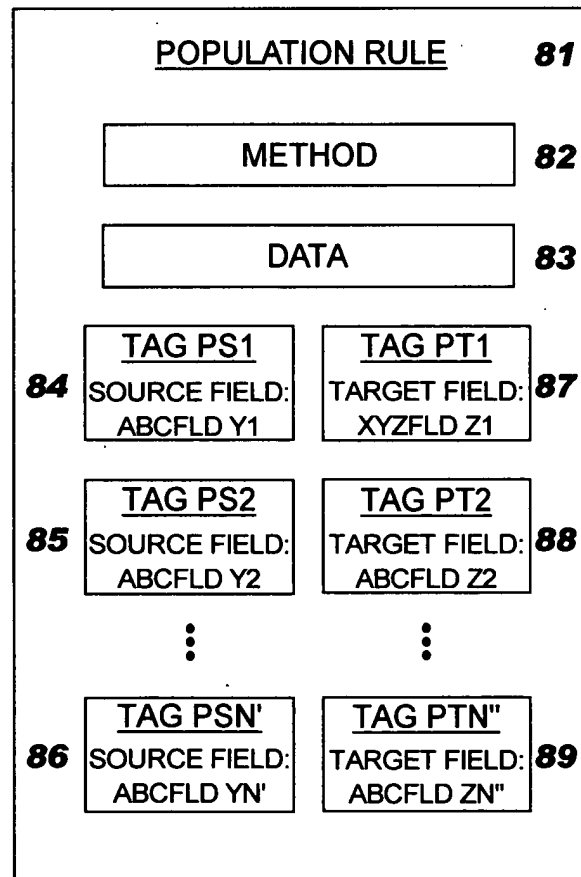 POPULATION RULE 81
METHOD 82
DATA 83
84
TAG PS1
SOURCE FIELD:
ABCFLD Y1
TAG PT1
TARGET FIELD:
XYZFLD Z1
87
85
TAG PS2
SOURCE FIELD:
ABCFLD Y2
TAG PT2
TARGET FIELD:
ABCFLD Z2
88
86
TAG PSN'
SOURCE FIELD:
ABCFLD YN'
TAG PTN"
TARGET FIELD:
ABCFLD ZN"
89